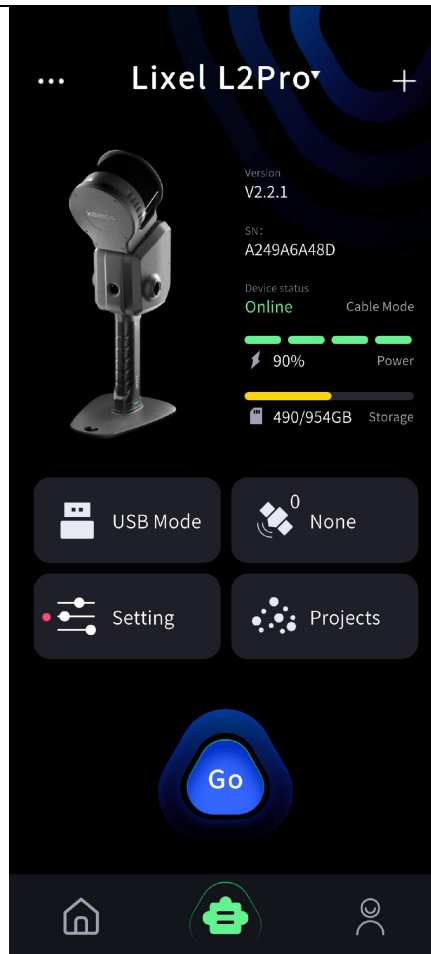 Lixel L2Pro
Version
V2.2.1
SN:
A249A6A48D
Device status
Online Cable Mode
90% Power
490/954GB Storage
USB Mode
0
None
Setting
Projects
Go